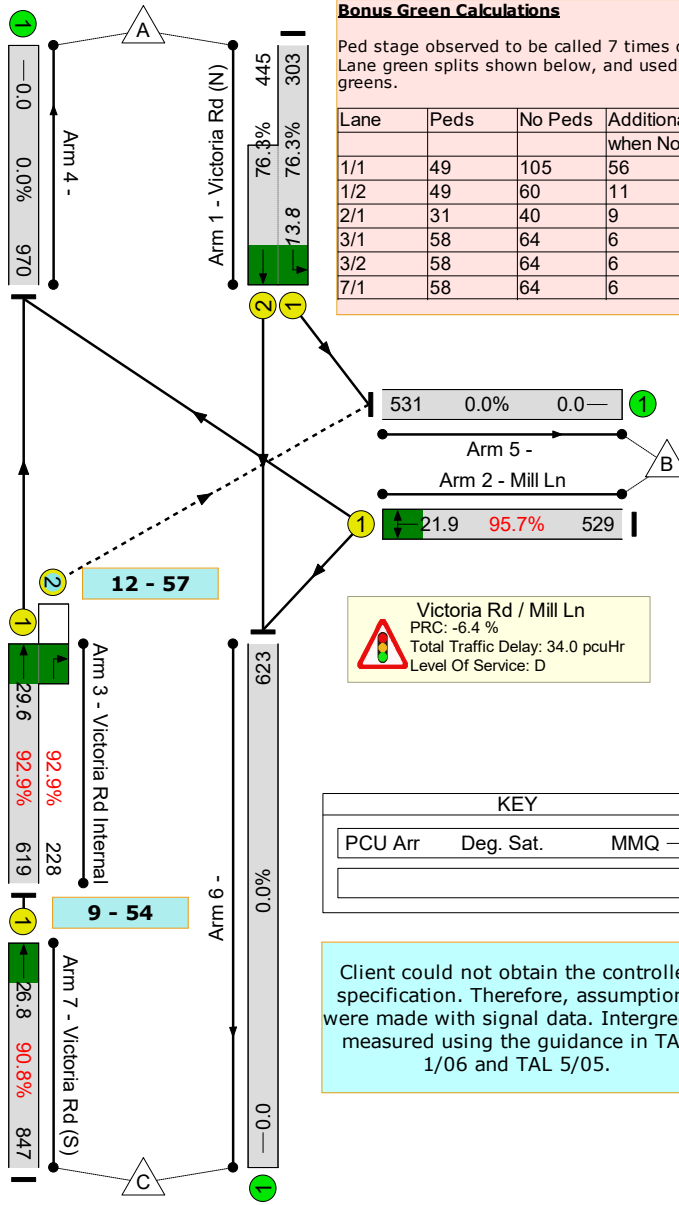 Bonus Green Calculations
Ped stage observed to be called 7 times
Lane green splits shown below, and used
greens.
Lane Peds No Peds
when No
1/1 49 105 56
1/2 49 60 11
2/1 31 40 9
3/1 58 64 6
3/2 58 64 6
7/1 58 64 6
1
A
0.0 0.0% 970
Arm 4 -
Arm 1 - Victoria Rd (N)
445 76.3%
303 76.3% 13.8
2 1
531 0.0% 0.0
1
Arm 5 -
B
Arm 2 - Mill Ln
1
21.9 95.7% 529
2
12 - 57
1
Victoria Rd / Mill Ln
PRC: -6.4 %
Total Traffic Delay: 34.0 pcuHr
Level Of Service: D
29.6 92.9% 619
92.9% 228
Arm 3 - Victoria Rd Internal
623 0.0% 0.0
Arm 6 -
KEY
PCU Arr Deg. Sat. MMQ
1
9 - 54
26.8 90.8% 847
Arm 7 - Victoria Rd (S)
C
1
Client could not obtain the
specification. Therefore,
were made with signal data.
measured using the guidance in
1/06 and TAL 5/05.